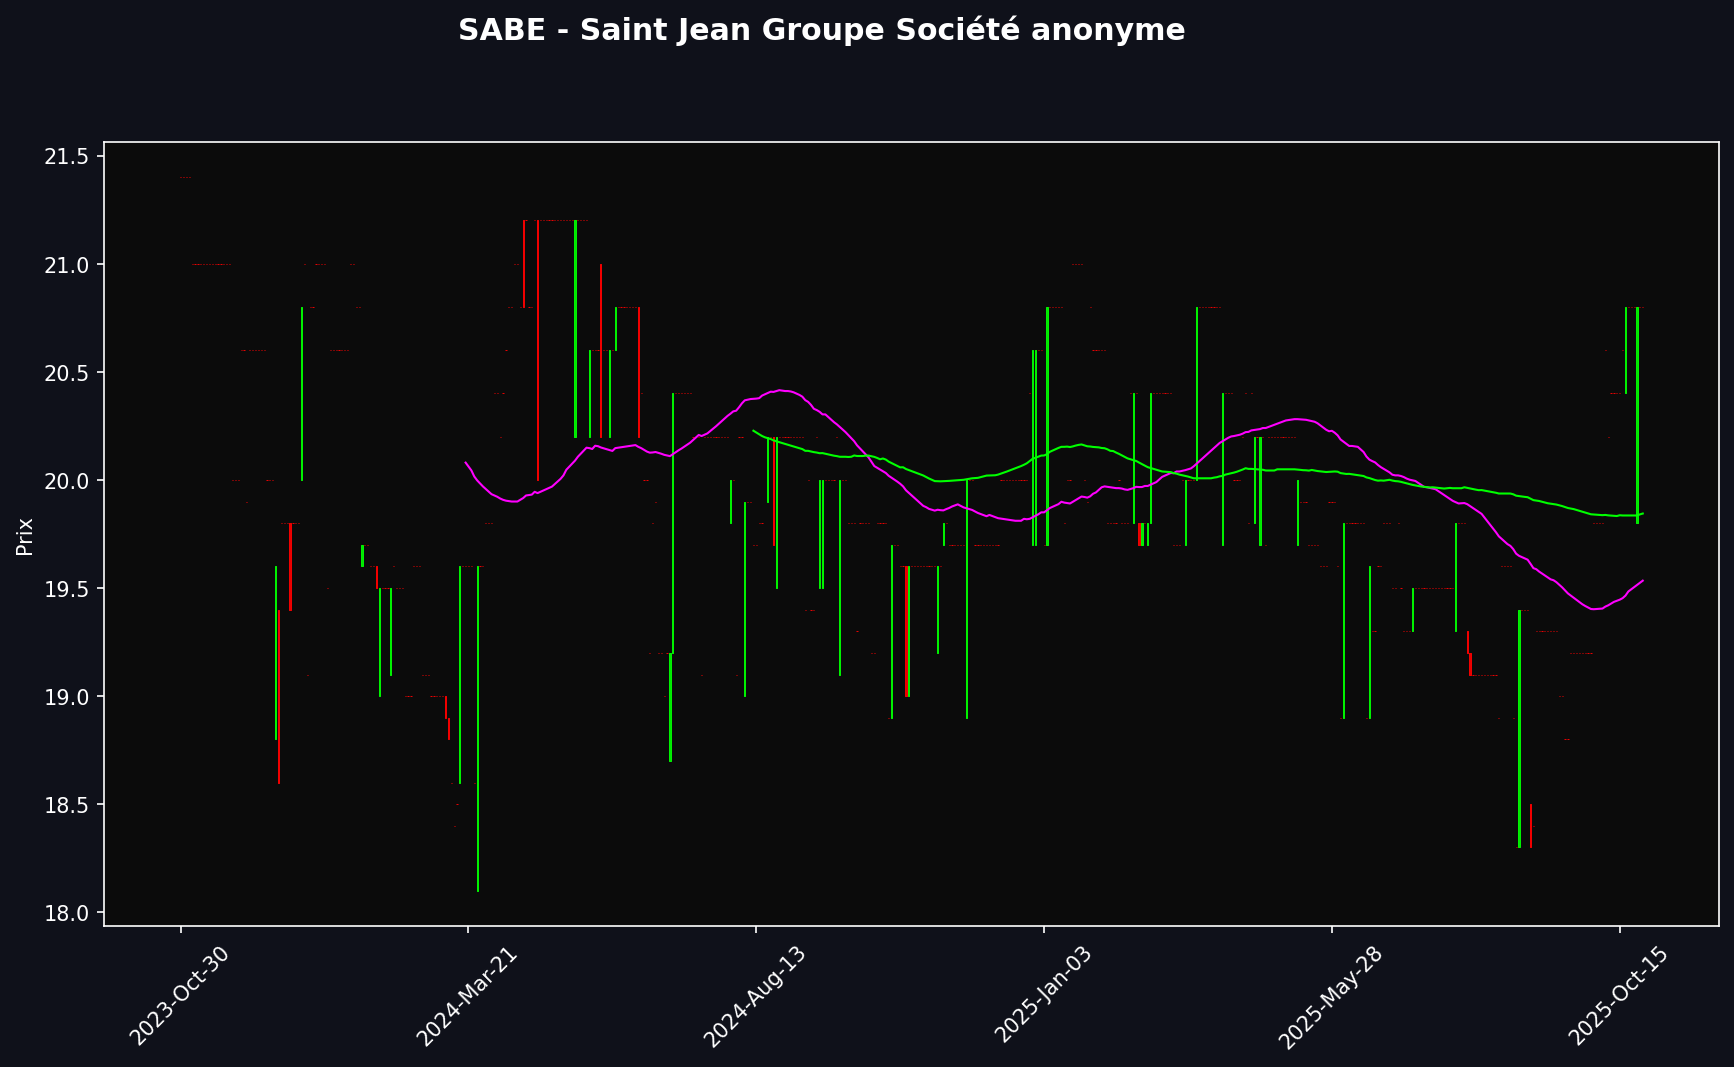 SABE - Saint Jean Groupe Société anonyme
21.5
21.0
20.5
20.0
19.5
19.0
18.5
18.0
Prix
2023-Oct-30
2024-Mar-21
2024-Aug-13
2025-Jan-03
2025-May-28
2025-Oct-15